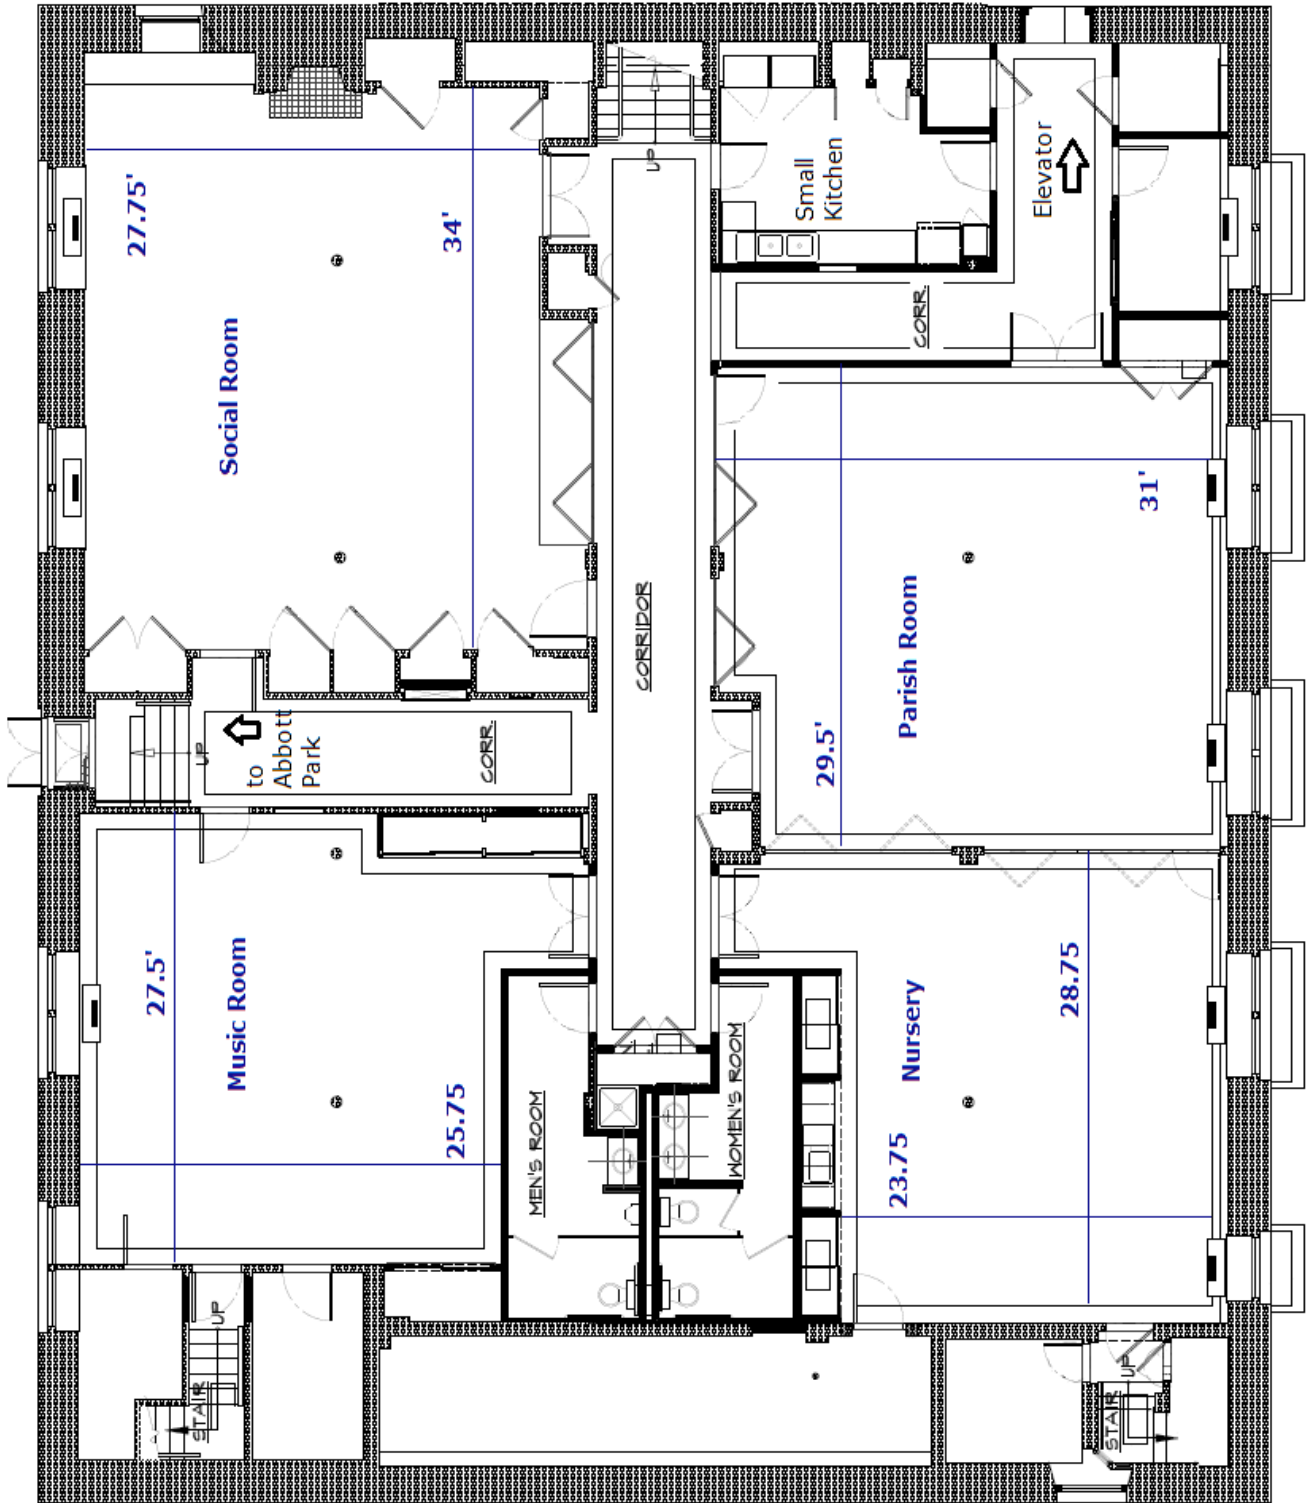 27.75'
34'
Social Room
UP
Small
Kitchen
Elevator
CORR.
31'
CORRIDOR
Parish Room
29.5'
UP
to
Abbott
Park
CORR.
27.5'
Music Room
25.75
MEN'S ROOM
WOMEN'S ROOM
Nursery
28.75
23.75
UP
STAIR
UP
STAIR